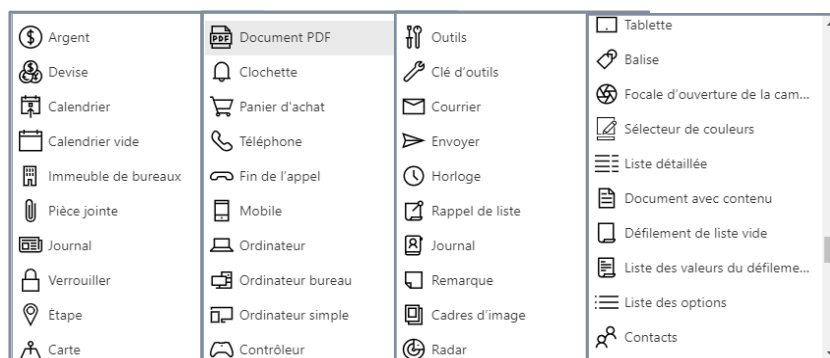 Argent
Devise
Calendrier
Calendrier vide
Immeuble de bureaux
Pièce jointe
Journal
Verrouiller
Étape
Carte
PDF Document PDF
Clochette
Panier d'achat
Téléphone
Fin de l'appel
Mobile
Ordinateur
Ordinateur bureau
Ordinateur simple
Contrôleur
Outils
Clé d'outils
Courrier
Envoyer
Horloge
Rappel de liste
Journal
Remarque
Cadres d'image
Radar
Tablette
Balise
Focale d'ouverture de la cam...
Sélecteur de couleurs
Liste détaillée
Document avec contenu
Défilement de liste vide
Liste des valeurs du défileme...
Liste des options
Contacts